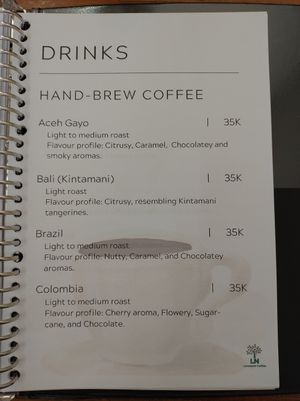 DRINKS
HAND-BREW COFFEE
Aceh Gayo | 35K
Light to medium roast
Flavour profile: Citrusy, Caramel, Chocolatey and
smoky aromas.
Bali (Kintamani) | 35K
Light roast
Flavour profile: Citrusy, resembling Kintamani
tangerines.
Brazil | 35K
Light to medium roast
Flavour profile: Nutty, Caramel, and Chocolatey
aromas.
Colombia | 35K
Light to medium roast
Flavour profile: Cherry aroma, Flowery, Sugar-
cane, and Chocolate.
LN